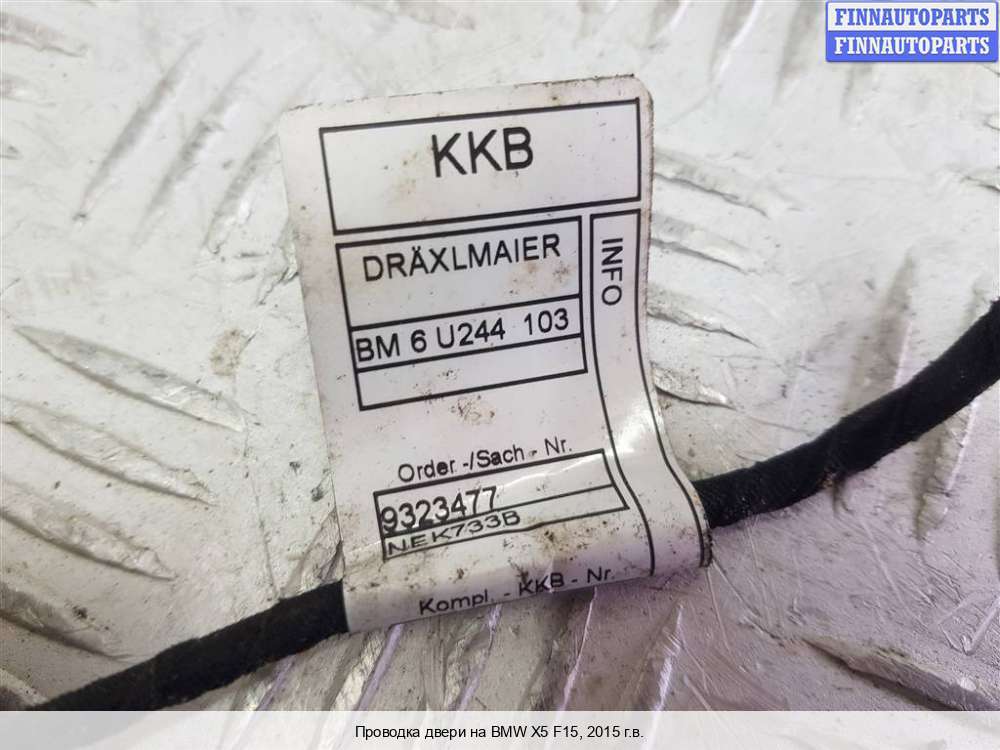 FINNAUTOPARTS
FINNAUTOPARTS
KKB
DRÄXLMAIER
INFO
BM 6 U244 103
Order -/Sach - Nr.
9323477
NEK733B
Kompl. - KKB - Nr.
Проводка двери на BMW X5 F15, 2015 г.в.